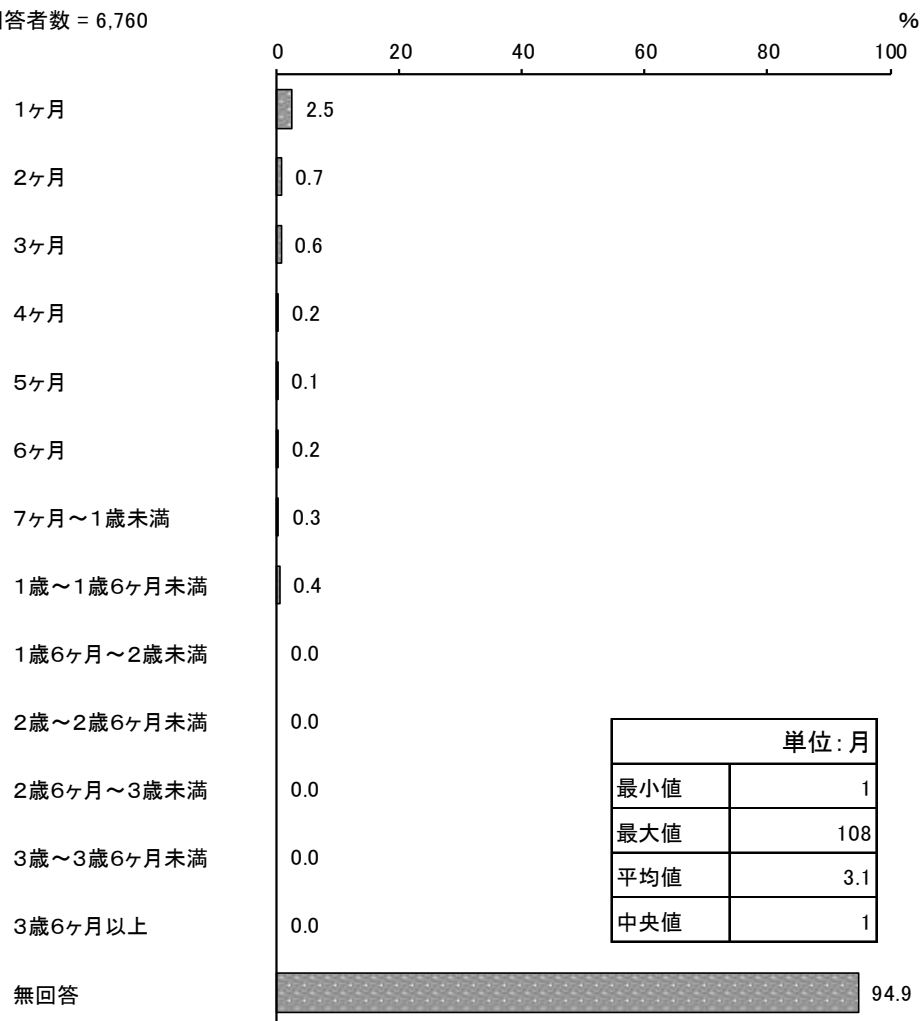 答者数 = 6,760
%
0 20 40 60 80 100
1ヶ月 2.5
2ヶ月 0.7
3ヶ月 0.6
4ヶ月 0.2
5ヶ月 0.1
6ヶ月 0.2
7ヶ月～1歳未満 0.3
1歳～1歳6ヶ月未満 0.4
1歳6ヶ月～2歳未満 0.0
2歳～2歳6ヶ月未満 0.0
2歳6ヶ月～3歳未満 0.0
3歳～3歳6ヶ月未満 0.0
3歳6ヶ月以上 0.0
無回答 94.9
単位：月
最小値 1
最大値 108
平均値 3.1
中央値 1